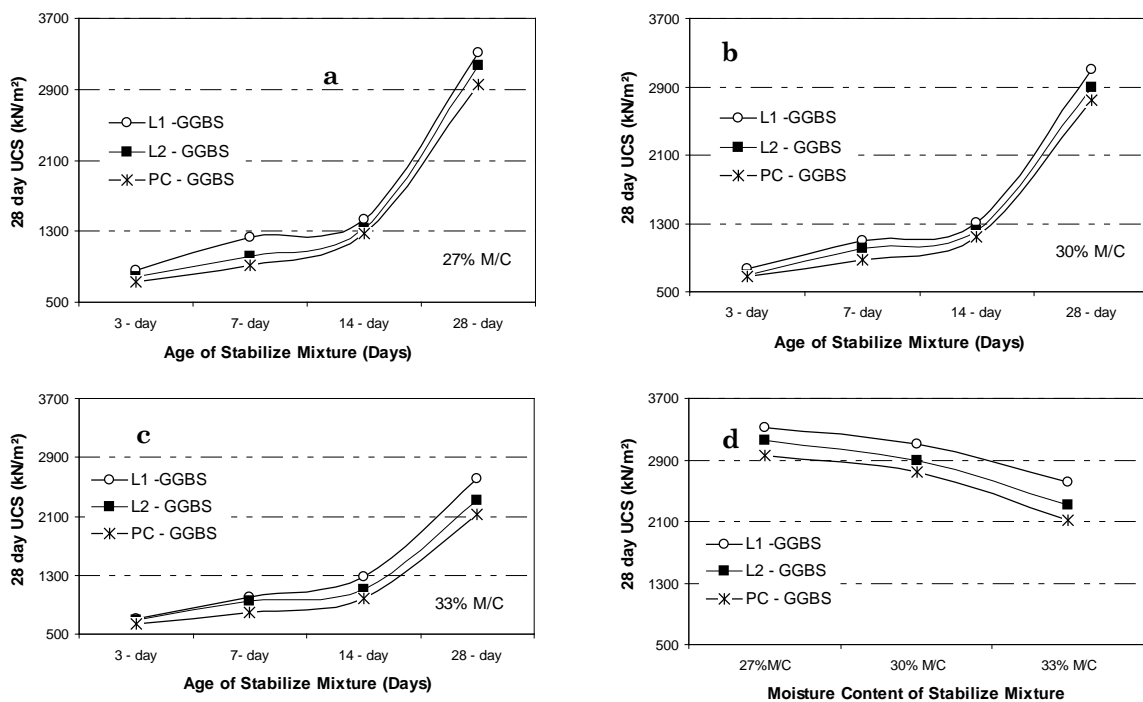 3700
2900
2100
1300
500
28 day UCS (kN/m²)
a
L1 -GGBS
L2 - GGBS
PC - GGBS
27% M/C
3 - day
7- day
14 - day
28 - day
Age of Stabilize Mixture (Days)
3700
2900
2100
1300
500
28 day UCS (kN/m²)
b
L1 -GGBS
L2 - GGBS
PC - GGBS
30% M/C
3 - day
7- day
14 - day
28 - day
Age of Stabilize Mixture (Days)
3700
2900
2100
1300
500
28 day UCS (kN/m²)
c
L1 -GGBS
L2 - GGBS
PC - GGBS
33% M/C
3 - day
7- day
14 - day
28 - day
Age of Stabilize Mixture (Days)
3700
2900
2100
1300
500
28 day UCS (kN/m²)
d
L1 -GGBS
L2 - GGBS
PC - GGBS
27%M/C
30% M/C
33% M/C
Moisture Content of Stabilize Mixture